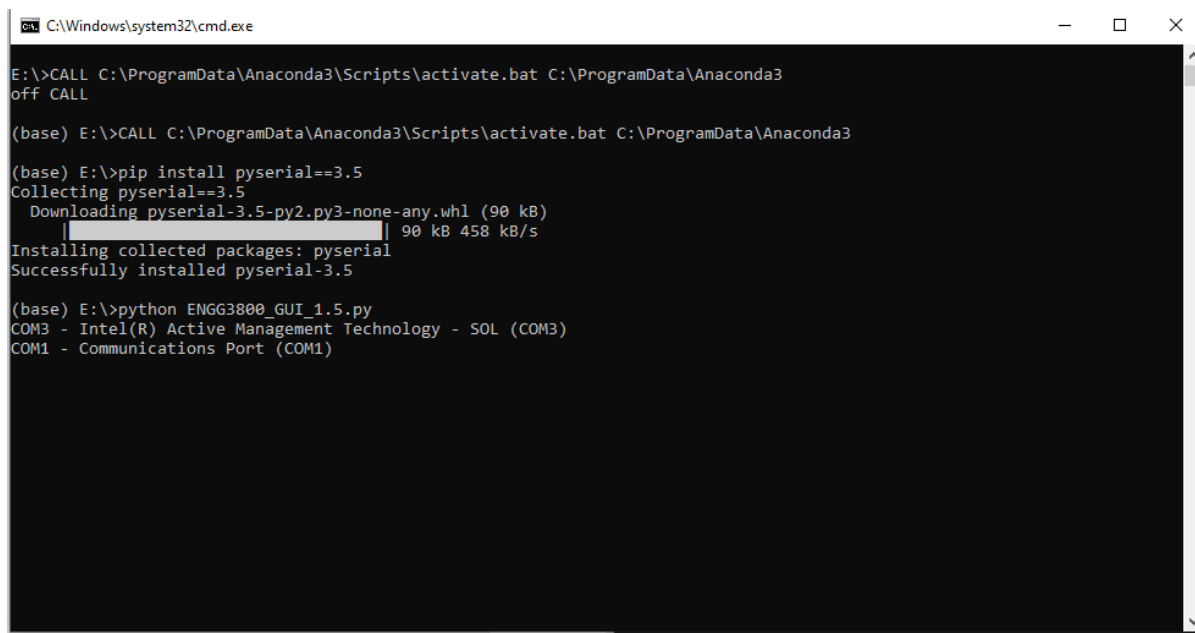 C:\Windows\system32\cmd.exe
E:\>CALL C:\ProgramData\Anaconda3\Scripts\activate.bat C:\ProgramData\Anaconda3
off CALL
(base) E:\>CALL C:\ProgramData\Anaconda3\Scripts\activate.bat C:\ProgramData\Anaconda3
(base) E:\>pip install pyserial==3.5
Collecting pyserial==3.5
  Downloading pyserial-3.5-py2.py3-none-any.whl (90 kB)
     |████████████████████████████████| 90 kB 458 kB/s
Installing collected packages: pyserial
Successfully installed pyserial-3.5
(base) E:\>python ENGG3800_GUI_1.5.py
COM3 - Intel(R) Active Management Technology - SOL (COM3)
COM1 - Communications Port (COM1)